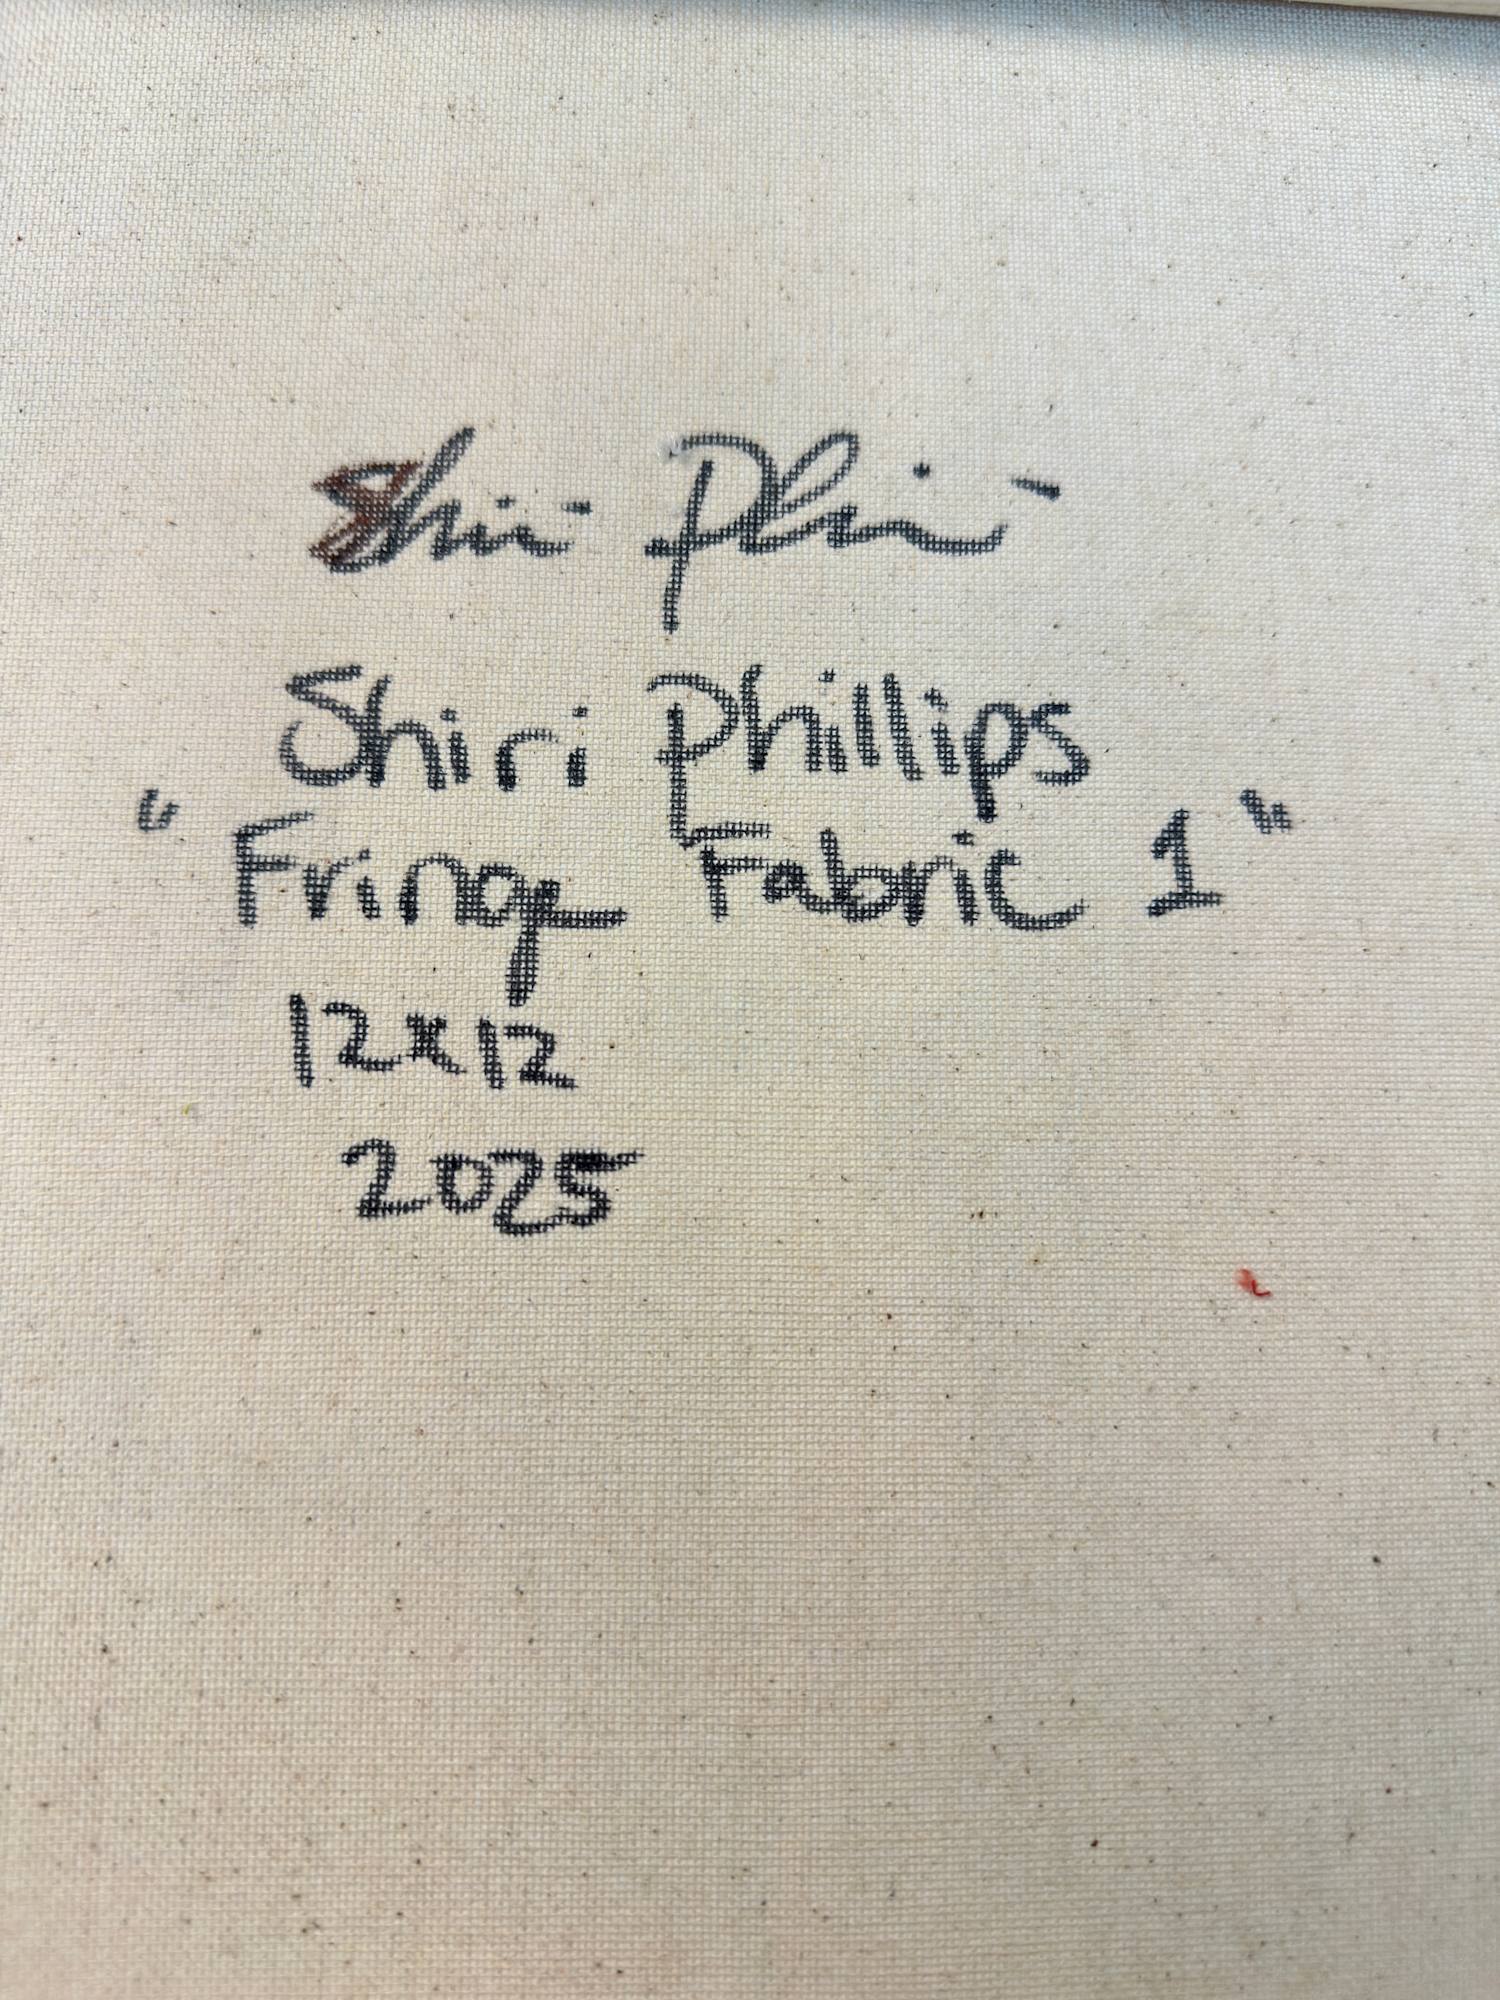 Shiri Phillips
"Fringe Fabric 1"
12x12
2025